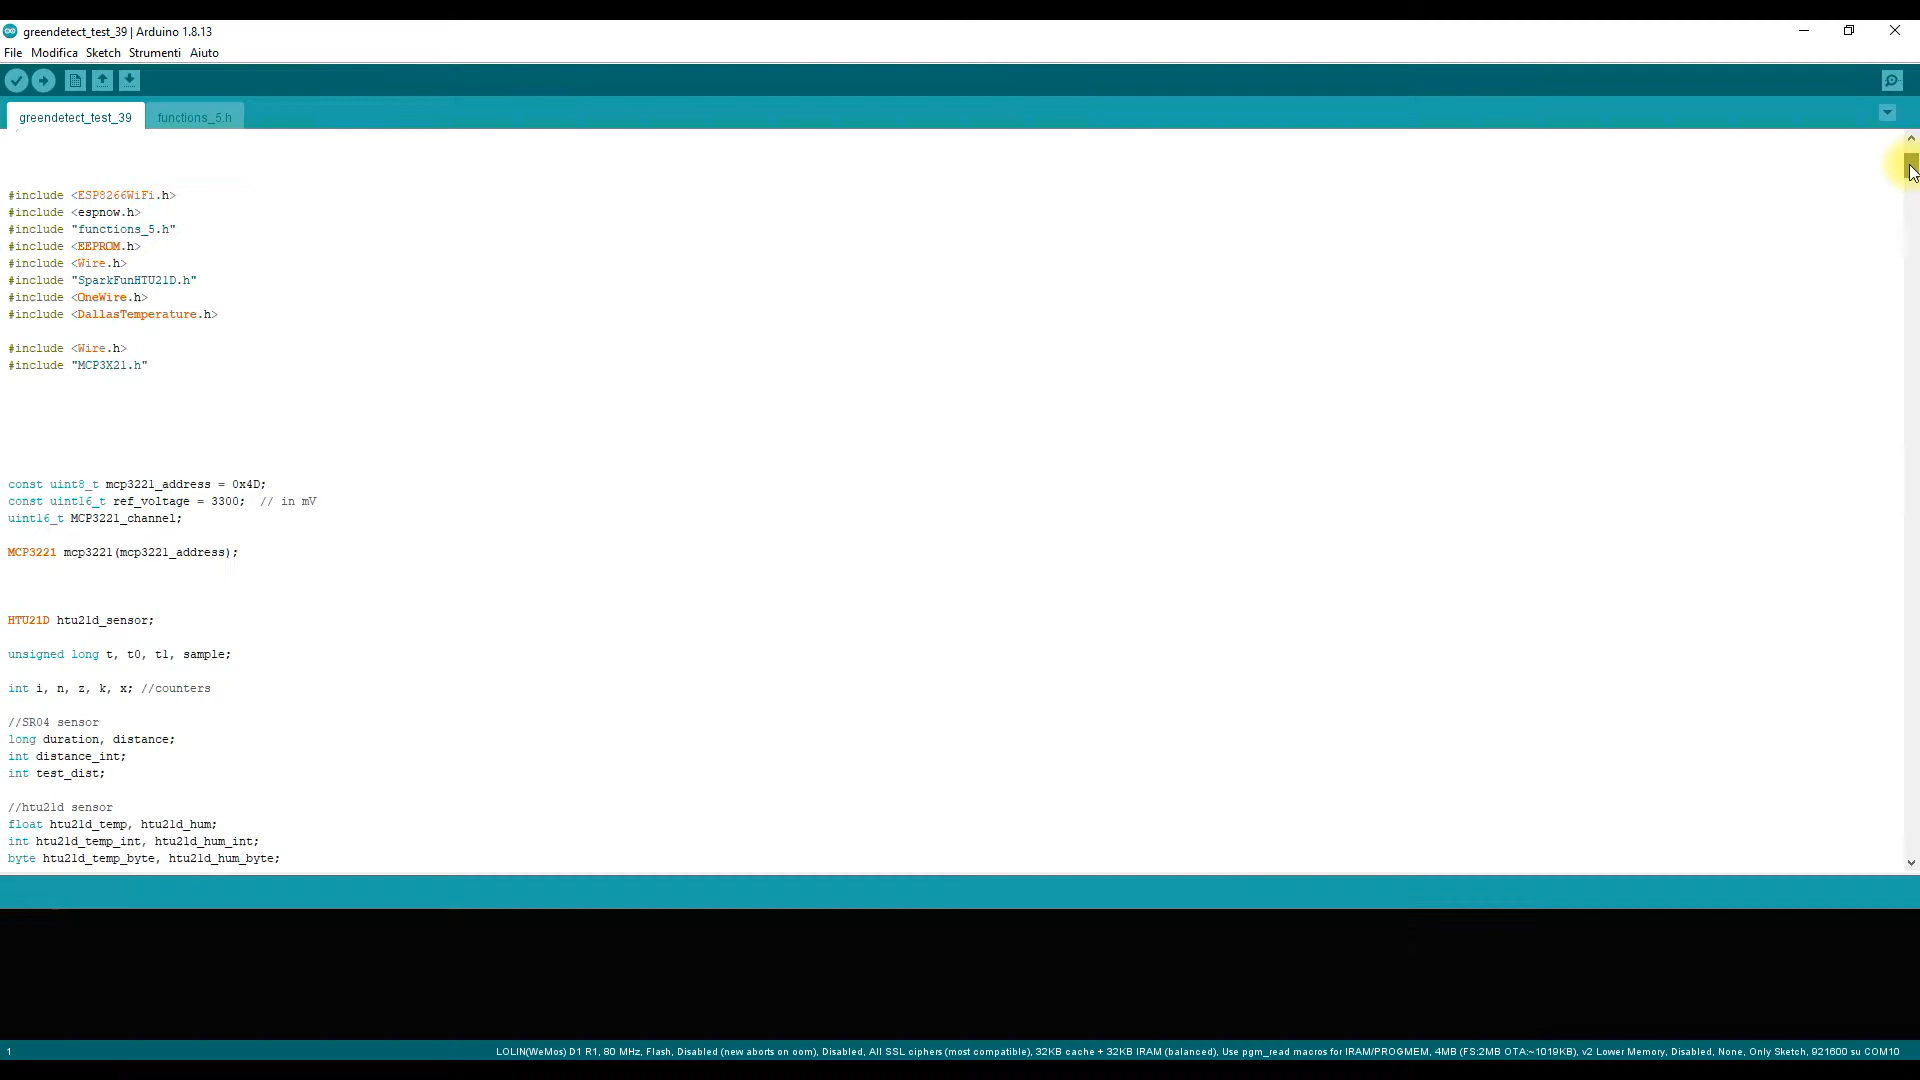 greendetect_test_39 | Arduino 1.8.13
File Modifica Sketch Strumenti Aiuto
greendetect_test_39 functions_5.h
#include <ESP8266WiFi.h>
#include <espnow.h>
#include "functions_5.h"
#include <EEPROM.h>
#include <Wire.h>
#include "SparkFunHTU21D.h"
#include <OneWire.h>
#include <DallasTemperature.h>
#include <Wire.h>
#include "MCP3X21.h"
const uint8_t mcp3221_address = 0x4D;
const uint16_t ref_voltage = 3300;  // in mV
uint16_t MCP3221_channel;
MCP3221 mcp3221(mcp3221_address);
HTU21D htu21d_sensor;
unsigned long t, t0, t1, sample;
int i, n, z, k, x; //counters
//SR04 sensor
long duration, distance;
int distance_int;
int test_dist;
//htu21d sensor
float htu21d_temp, htu21d_hum;
int htu21d_temp_int, htu21d_hum_int;
byte htu21d_temp_byte, htu21d_hum_byte;
1 LOLIN(WeMos) D1 R1, 80 MHz, Flash, Disabled (new aborts on oom), Disabled, All SSL ciphers (most compatible), 32KB cache + 32KB IRAM (balanced), Use pgm_read macros for IRAM/PROGMEM, 4MB (FS:2MB OTA:~1019KB), v2 Lower Memory, Disabled, None, Only Sketch, 921600 su COM10